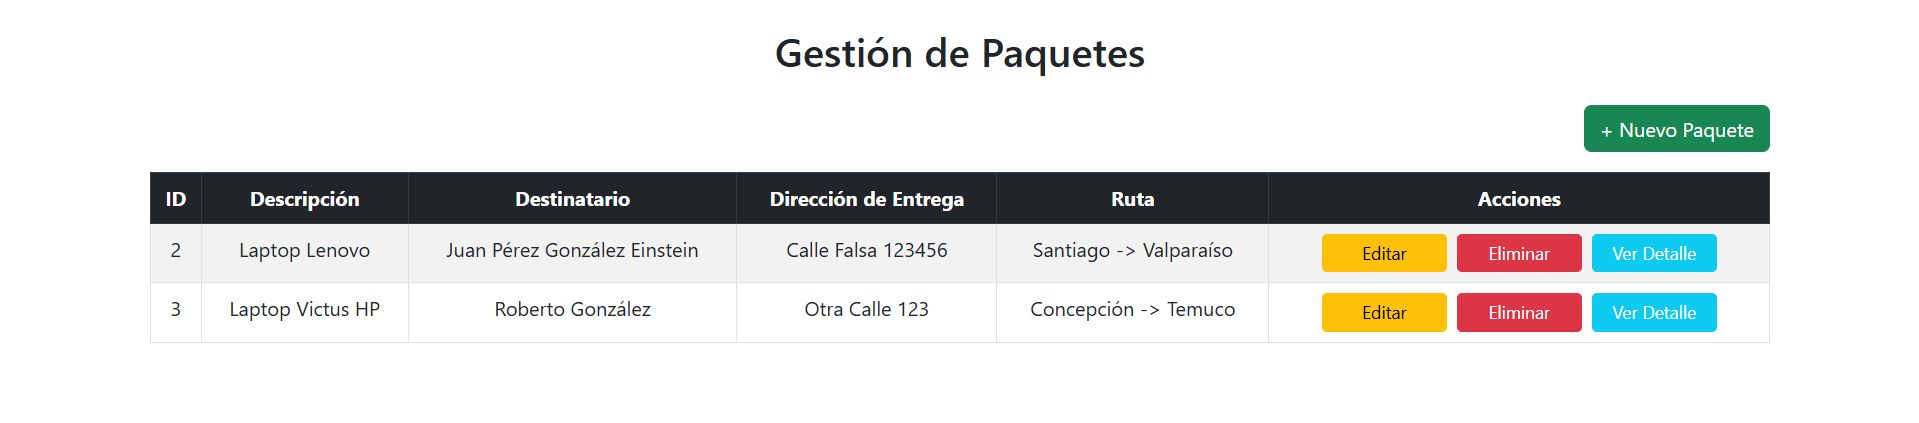 Gestión de Paquetes
+ Nuevo Paquete
ID Descripción Destinatario Dirección de Entrega Ruta Acciones
2 Laptop Lenovo Juan Pérez González Einstein Calle Falsa 123456 Santiago -> Valparaíso Editar Eliminar Ver Detalle
3 Laptop Victus HP Roberto González Otra Calle 123 Concepción -> Temuco Editar Eliminar Ver Detalle